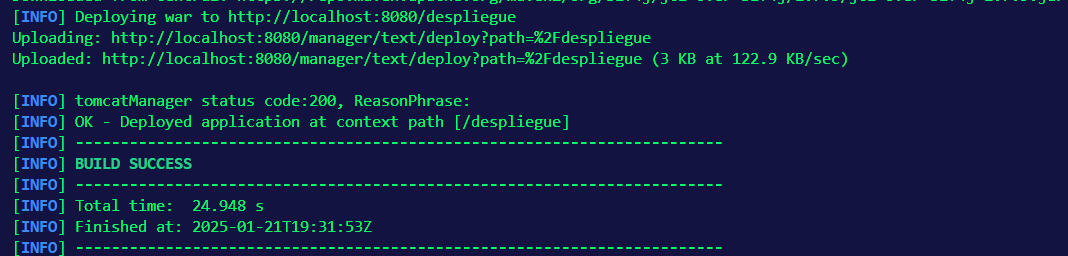 [INFO] Deploying war to http://localhost:8080/despliegue
Uploading: http://localhost:8080/manager/text/deploy?path=%2Fdespliegue
Uploaded: http://localhost:8080/manager/text/deploy?path=%2Fdespliegue (3 KB at 122.9 KB/sec)
[INFO] tomcatManager status code:200, ReasonPhrase:
[INFO] OK - Deployed application at context path [/despliegue]
[INFO] ------------------------------------------------------------------------
[INFO] BUILD SUCCESS
[INFO] ------------------------------------------------------------------------
[INFO] Total time:  24.948 s
[INFO] Finished at: 2025-01-21T19:31:53Z
[INFO] ------------------------------------------------------------------------